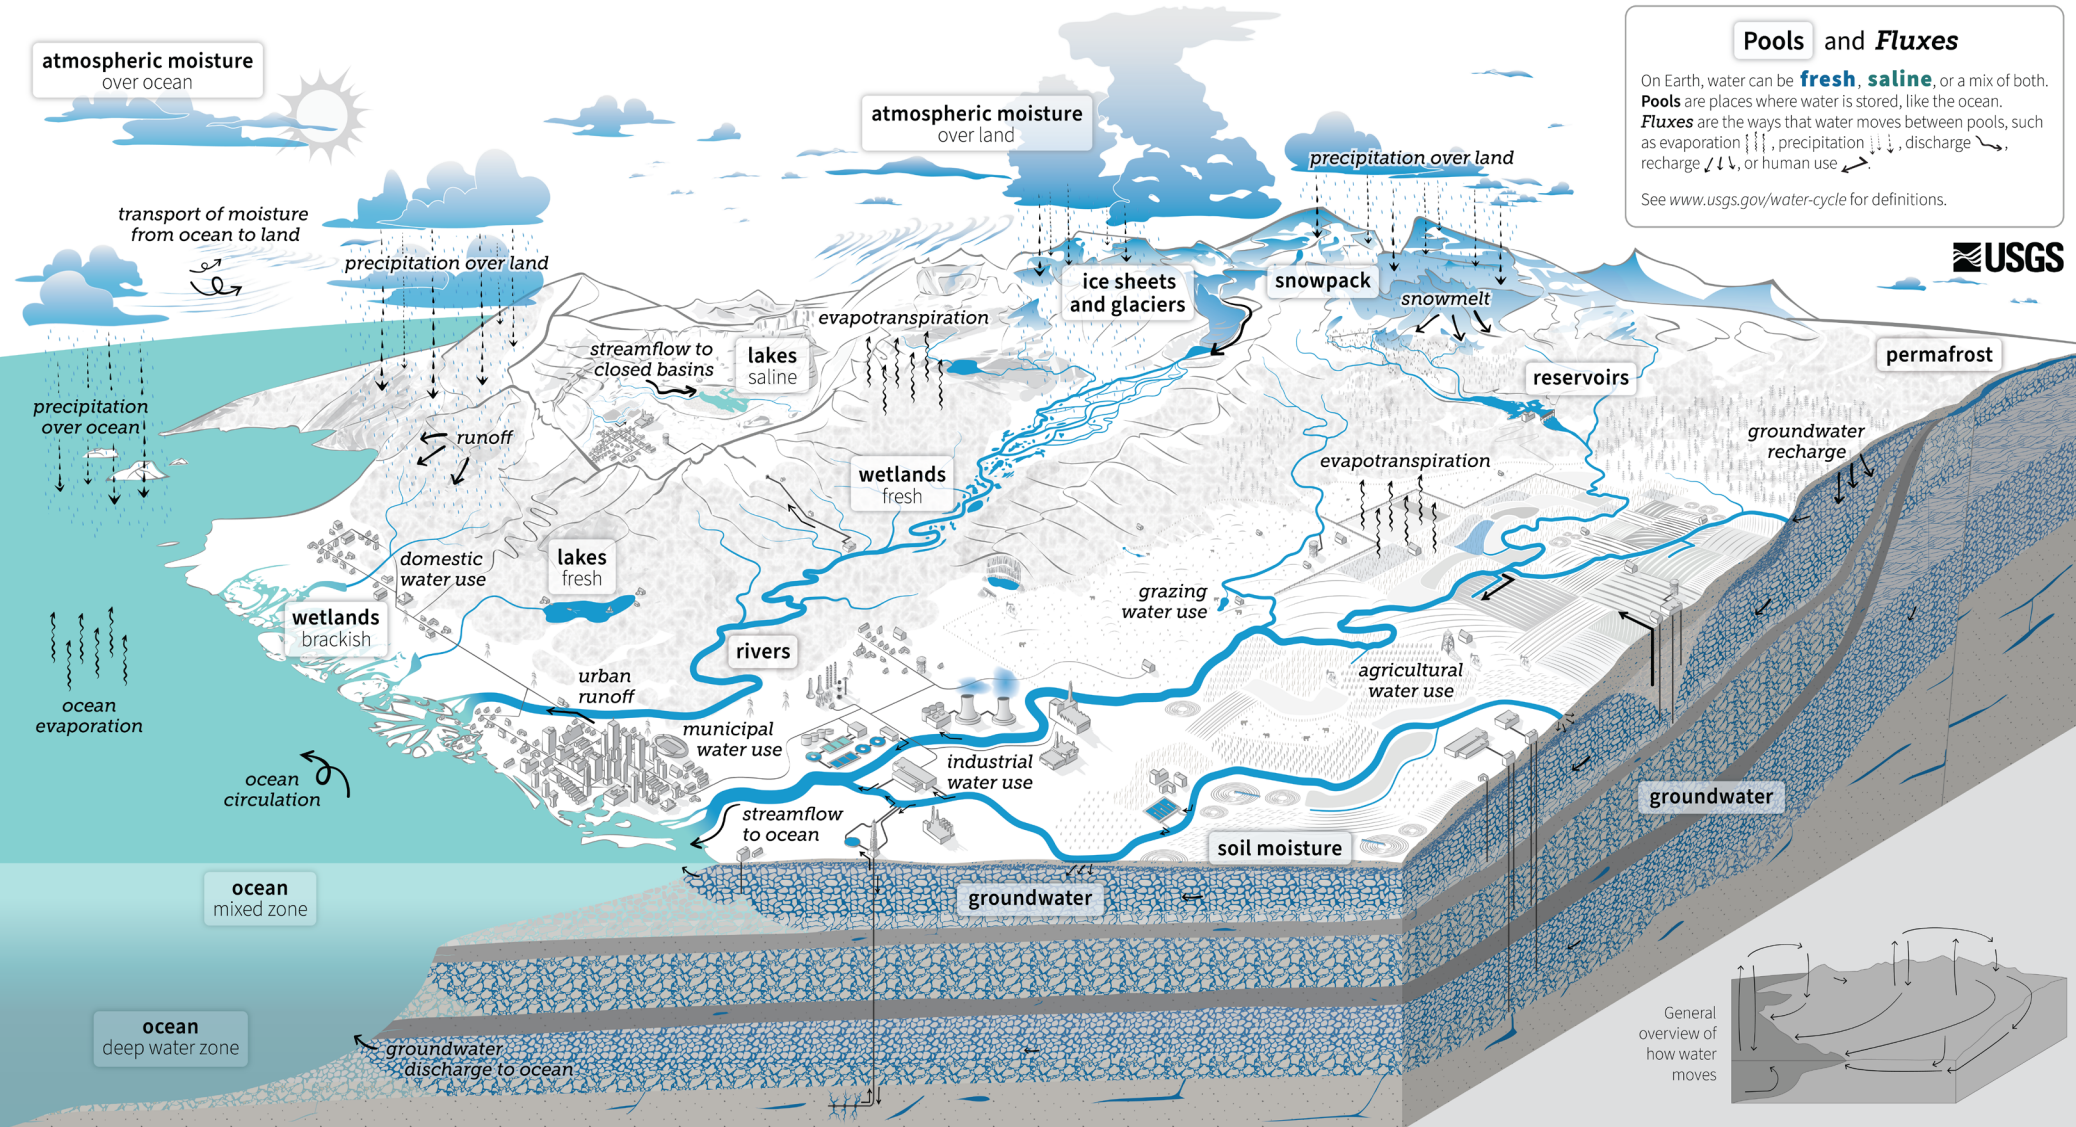 atmospheric moisture
over ocean
atmospheric moisture
over land
Pools and Fluxes
On Earth, water can be fresh, saline, or a mix of both.
Pools are places where water is stored, like the ocean.
Fluxes are the ways that water moves between pools, such
as evaporation , precipitation , discharge ,
recharge , or human use .
See www.usgs.gov/water-cycle for definitions.
USGS
precipitation over land
transport of moisture
from ocean to land
precipitation over land
ice sheets
and glaciers
snowpack
snowmelt
evapotranspiration
streamflow to
closed basins
lakes
saline
permafrost
reservoirs
precipitation
over ocean
runoff
groundwater
recharge
wetlands
fresh
evapotranspiration
domestic
water use
lakes
fresh
grazing
water use
wetlands
brackish
rivers
urban
runoff
agricultural
water use
ocean
evaporation
municipal
water use
industrial
water use
ocean
circulation
streamflow
to ocean
groundwater
soil moisture
ocean
mixed zone
groundwater
ocean
deep water zone
groundwater
discharge to ocean
General
overview of
how water
moves